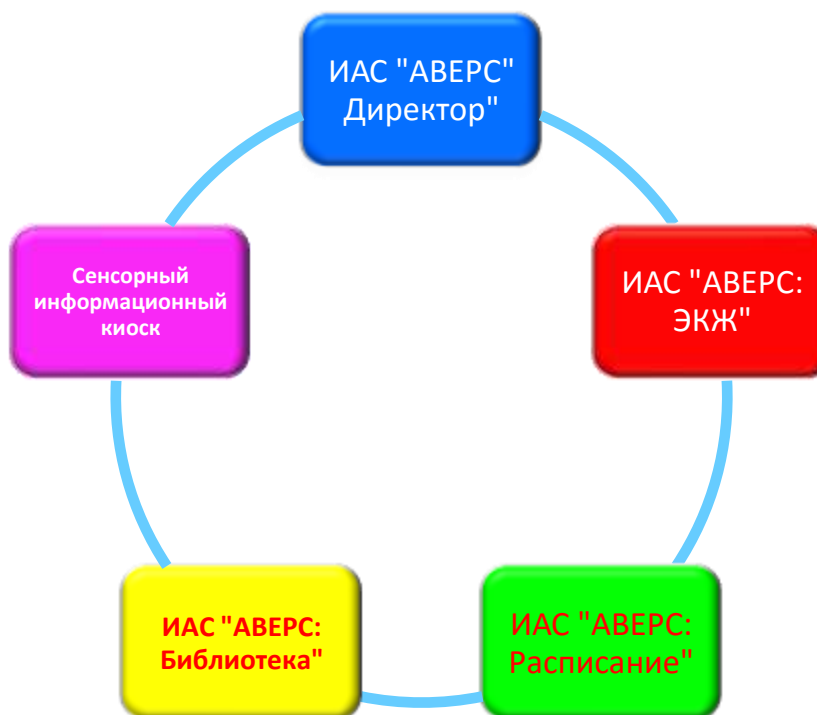 ИАС "АВЕРС"
Директор"
Сенсорный
информационный
киоск
ИАС "АВЕРС:
ЭКЖ"
ИАС "АВЕРС:
Библиотека"
ИАС "АВЕРС:
Расписание"